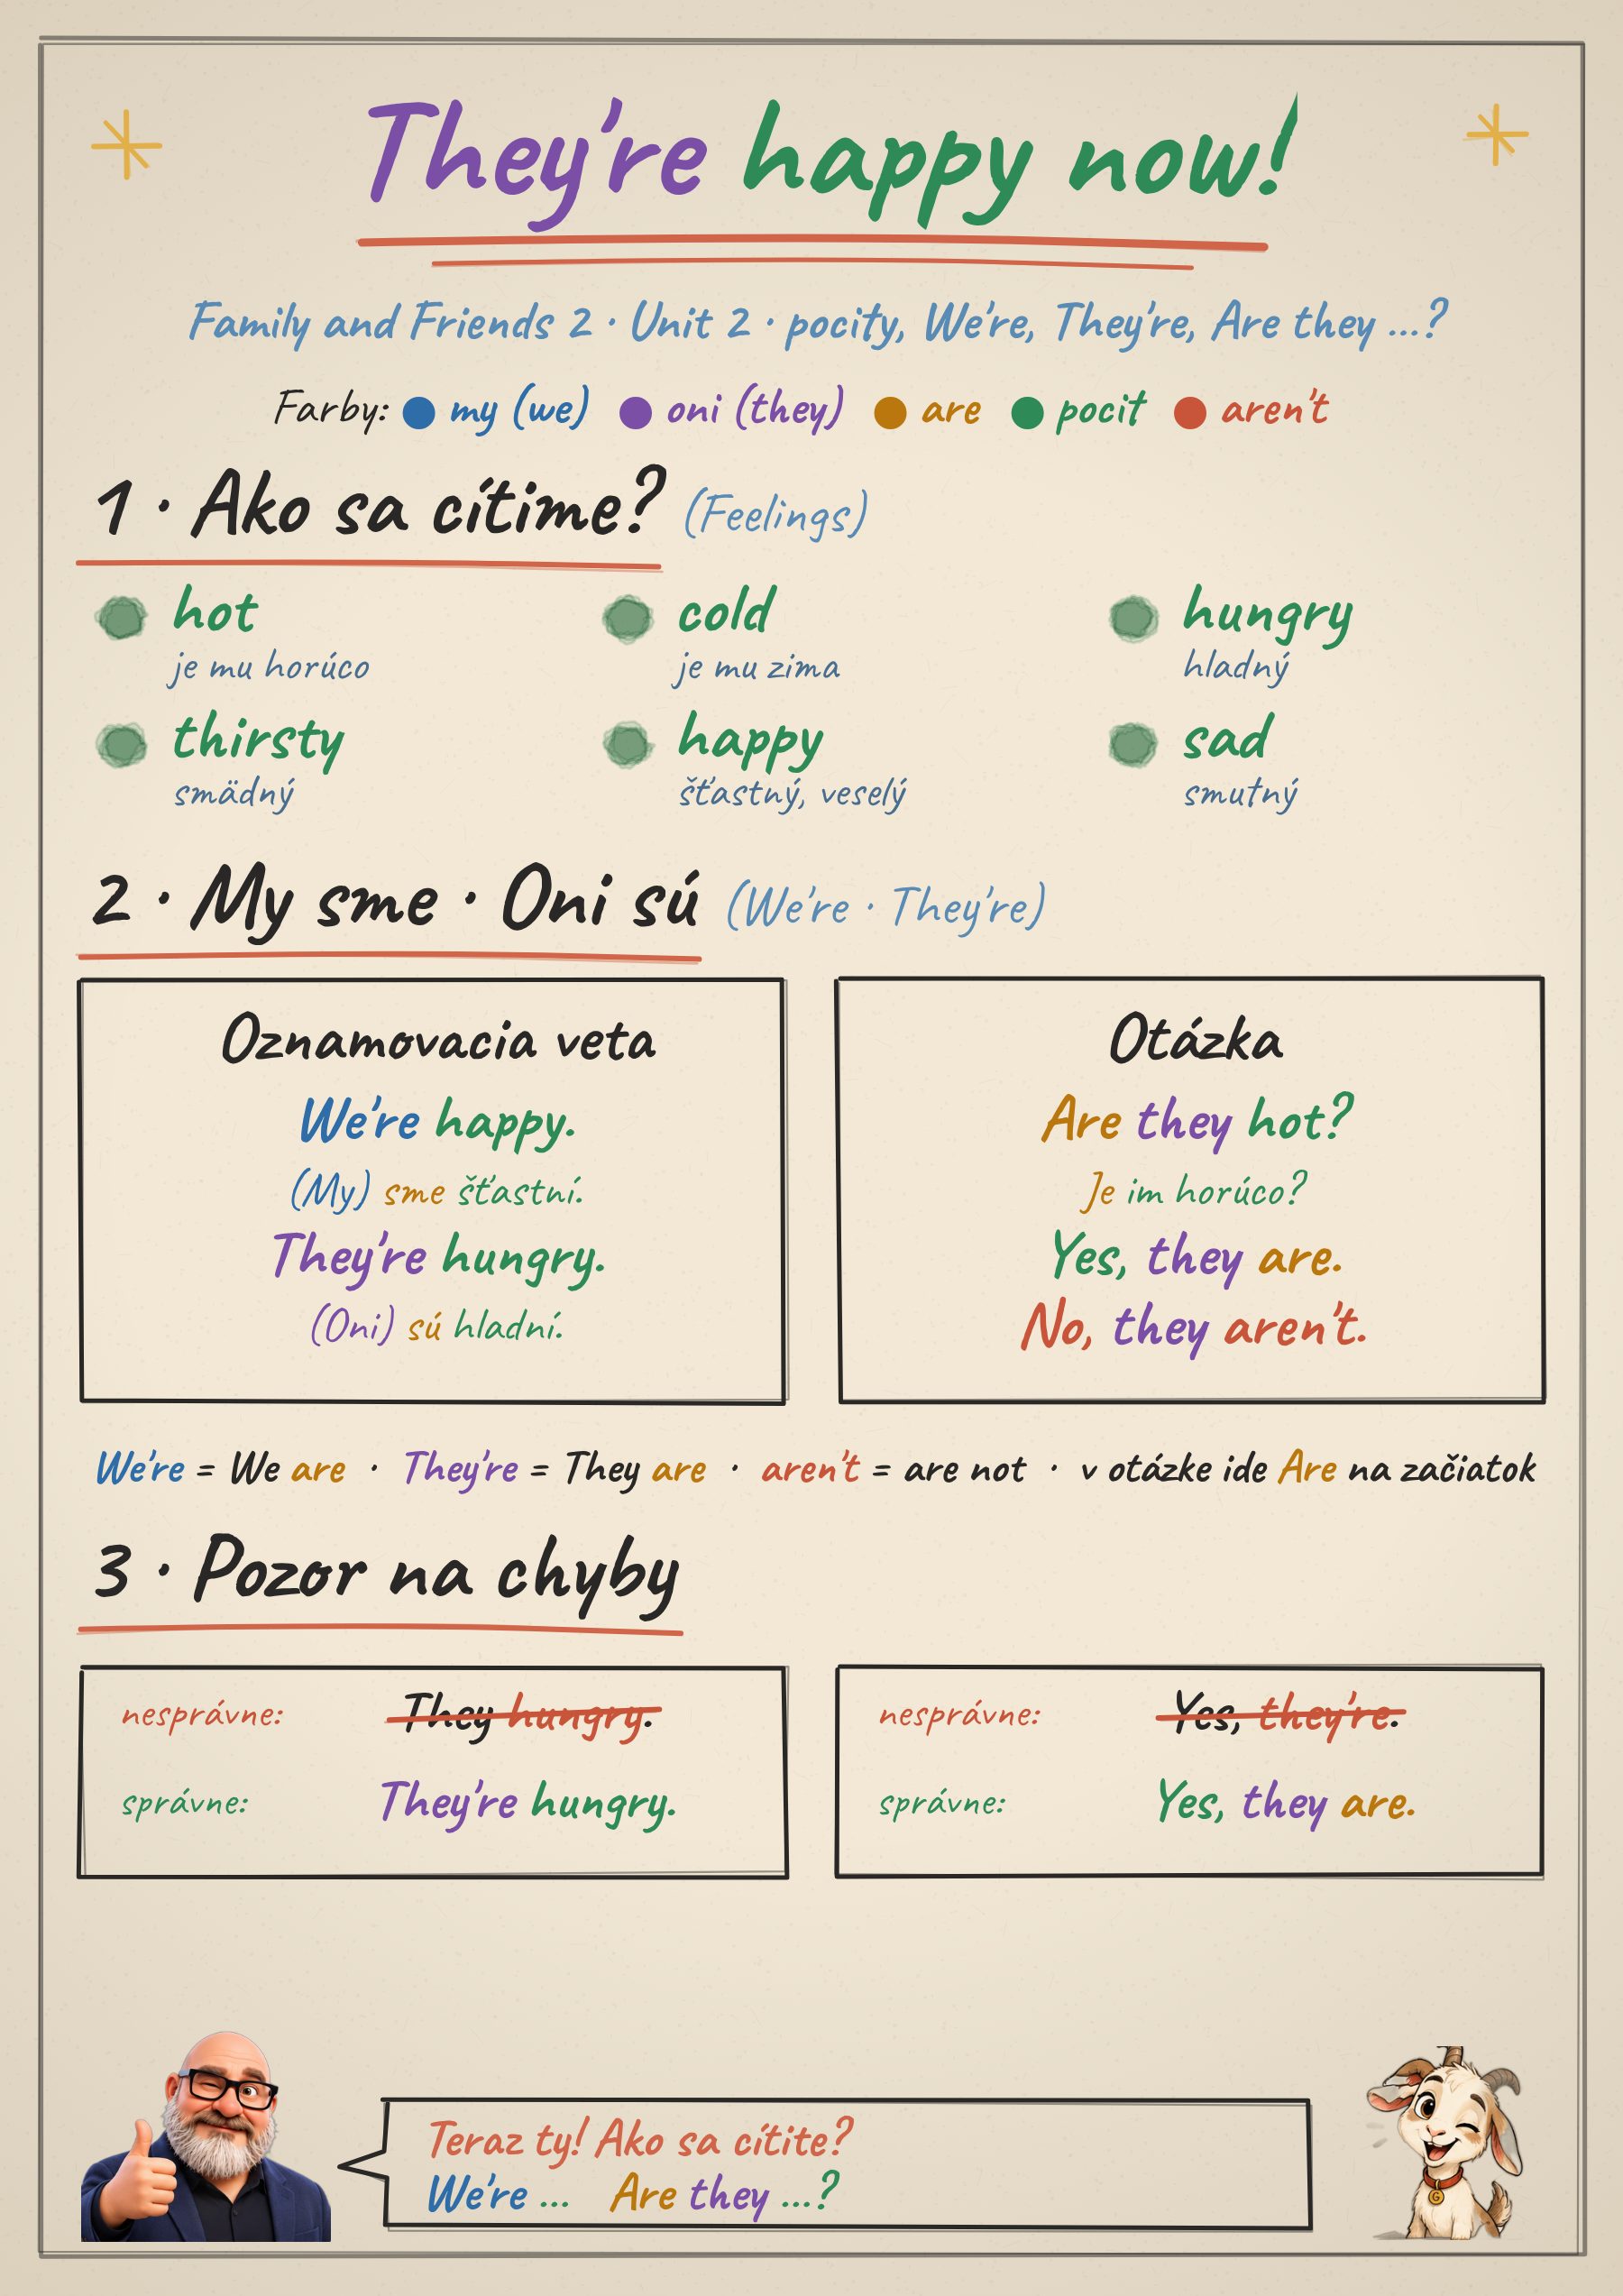 They're happy now!
Family and Friends 2 · Unit 2 · pocity, We're, They're, Are they ...?
Farby: my (we) oni (they) are pocit aren't
1 · Ako sa cítime? (Feelings)
hot cold hungry
je mu horúco je mu zima hladný
thirsty happy sad
smädný šťastný, veselý smutný
2 · My sme · Oni sú (We're · They're)
Oznamovacia veta
We're happy.
(My) sme šťastní.
They're hungry.
(Oni) sú hladní.
Otázka
Are they hot?
Je im horúco?
Yes, they are.
No, they aren't.
We're = We are · They're = They are · aren't = are not · v otázke ide Are na začiatok
3 · Pozor na chyby
nesprávne: They hungry.
správne: They're hungry.
nesprávne: Yes, they're.
správne: Yes, they are.
Teraz ty! Ako sa cítite?
We're ... Are they ...?
G